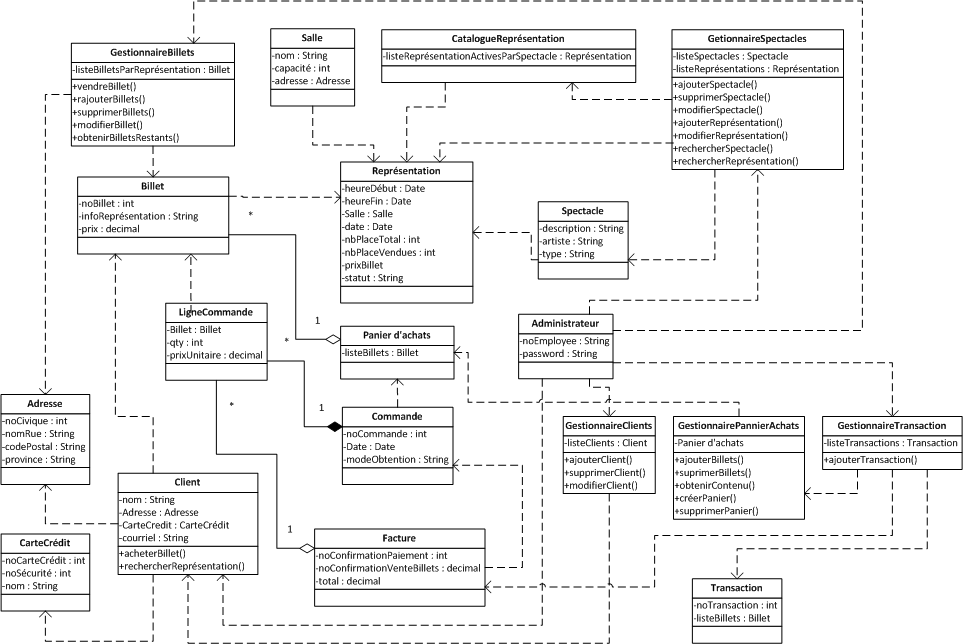 GestionnaireBillets
-listeBilletsParReprésentation : Billet
+vendreBillet()
+rajouterBillets()
+supprimerBillets()
+modifierBillet()
+obtenirBilletsRestants()
Salle
-nom : String
-capacité : int
-adresse : Adresse
CatalogueReprésentation
-listeReprésentationActivesParSpectacle : Représentation
GetionnaireSpectacles
-listeSpectacles : Spectacle
-listeReprésentations : Représentation
+ajouterSpectacle()
+supprimerSpectacle()
+modifierSpectacle()
+ajouterReprésentation()
+modifierReprésentation()
+rechercherSpectacle()
+rechercherReprésentation()
Billet
-noBillet : int
-infoReprésentation : String
-prix : decimal
*
Représentation
-heureDébut : Date
-heureFin : Date
-Salle : Salle
-date : Date
-nbPlaceTotal : int
-nbPlaceVendues : int
-prixBillet
-statut : String
Spectacle
-description : String
-artiste : String
-type : String
LigneCommande
-Billet : Billet
-qty : int
-prixUnitaire : decimal
1
*
*
Panier d'achats
-listeBillets : Billet
Administrateur
-noEmployee : String
-password : String
Adresse
-noCivique : int
-nomRue : String
-codePostal : String
-province : String
1
Commande
-noCommande : int
-Date : Date
-modeObtention : String
GestionnaireClients
-listeClients : Client
+ajouterClient()
+supprimerClient()
+modifierClient()
GestionnairePannierAchats
-Panier d'achats
+ajouterBillets()
+suprimerBillets()
+obtenirContenu()
+créerPanier()
+supprimerPanier()
GestionnaireTransaction
-listeTransactions : Transaction
+ajouterTransaction()
Client
-nom : String
-Adresse : Adresse
-CarteCredit : CarteCrédit
-courriel : String
+acheterBillet()
+rechercherReprésentation()
CarteCrédit
-noCarteCrédit : int
-noSécurité : int
-nom : String
1
Facture
-noConfirmationPaiement : int
-noConfirmationVenteBillets : decimal
-total : decimal
Transaction
-noTransaction : int
-listeBillets : Billet